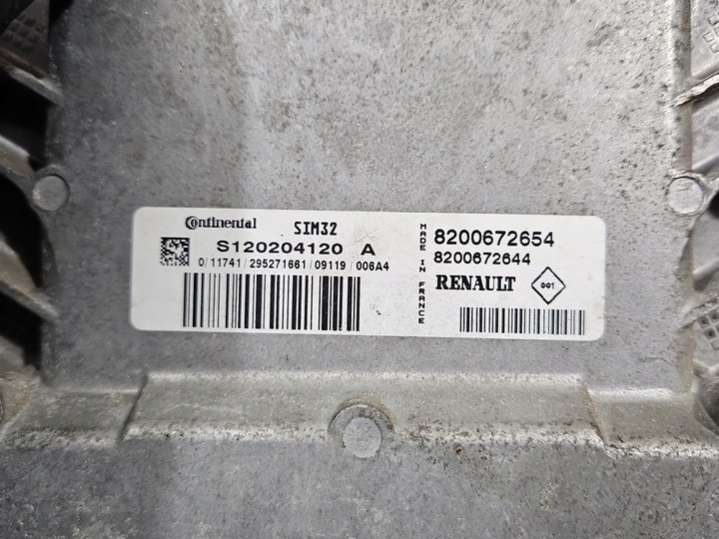 Continental SIM32
S120204120 A
0/11741/295271661/09119/006A4
MADE IN FRANCE
8200672654
8200672644
RENAULT 001